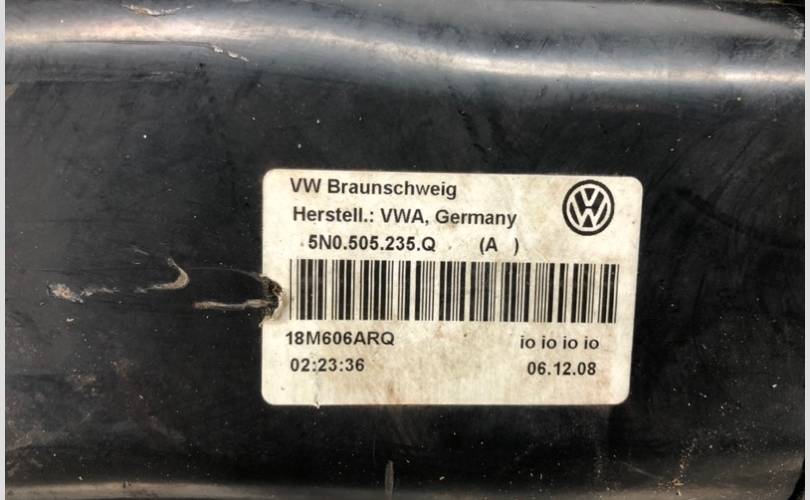 VW Braunschweig
Herstell.: VWA, Germany
5N0.505.235.Q (A )
18M606ARQ io io io io
02:23:36 06.12.08